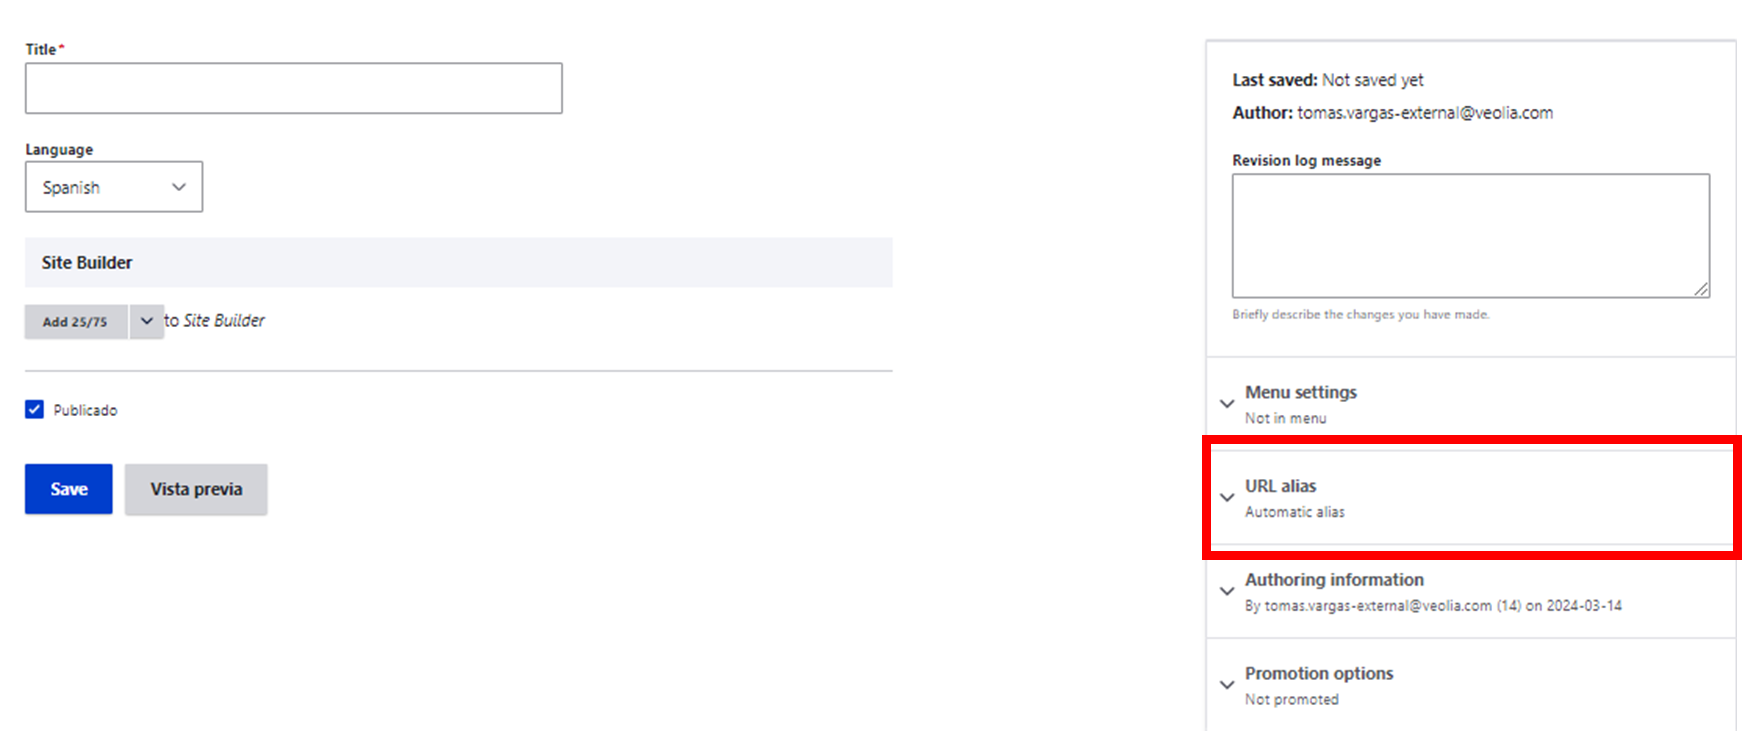 Title*
Language
Spanish
Site Builder
Add 25/75 to Site Builder
Publicado
Save Vista previa
Last saved: Not saved yet
Author: tomas.vargas-external@veolia.com
Revision log message
Briefly describe the changes you have made.
Menu settings
Not in menu
URL alias
Automatic alias
Authoring information
By tomas.vargas-external@veolia.com (14) on 2024-03-14
Promotion options
Not promoted